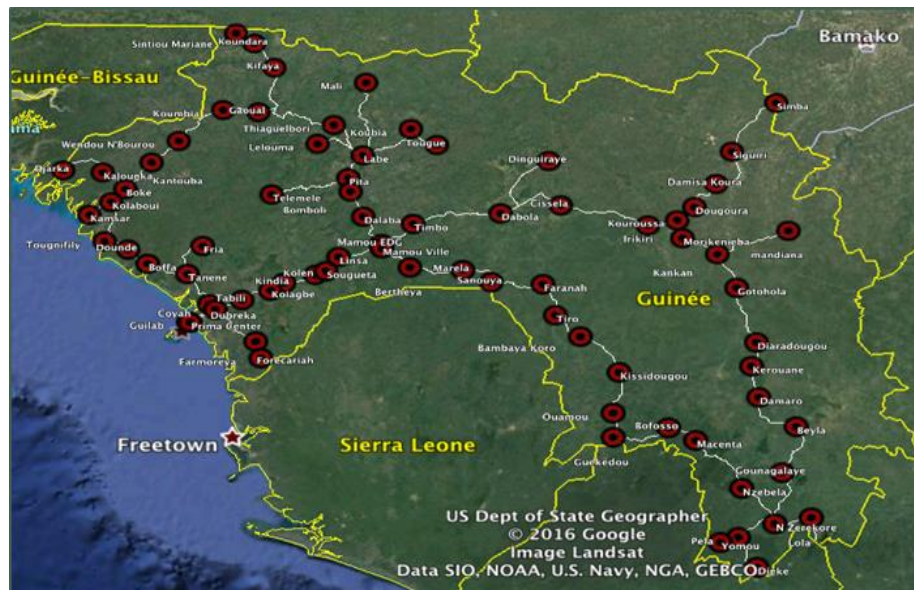 Sintiou Mariane
Koundara
Bamako
Kifaya
Guinée-Bissau
Mali
Simba
Koumbia
Gaoual
Thiaguelbori
Koubia
Wendou N'Bourou
Lelouma
Tougue
Labe
Dinguiraye
Siguiri
Djarka
Kalougka
Kantouba
Pita
Damisa Koura
Boke
Telemele
Bomboli
Cissela
Kolaboui
Dougoura
Kamsar
Dalaba
Timbo
Dabola
Kouroussa
Irikiri
Morikenieba
Tougnifily
Dounde
Fria
Mamou EDG
Mamou Ville
mandiana
Boffa
Linsa
Tanene
Kindia
Kolen
Sougueta
Marela
Kankan
Sanouya
Faranah
Gotohola
Kolagbe
Bertheya
Guinée
Tabili
Coyah
Dubreka
Guilab
Prima Center
Tiro
Farmoreya
Forecariah
Bambaya Koro
Diaradougou
Kerouane
Kissidougou
Damaro
Ouamou
Freetown
Sierra Leone
Bofosso
Beyla
Macenta
Guekedou
Gounagalaye
Nzebela
US Dept of State Geographer
© 2016 Google
Image Landsat
Data SIO, NOAA, U.S. Navy, NGA, GEBCO
N Zerekore
Lola
Pela
Yomou
Dieke